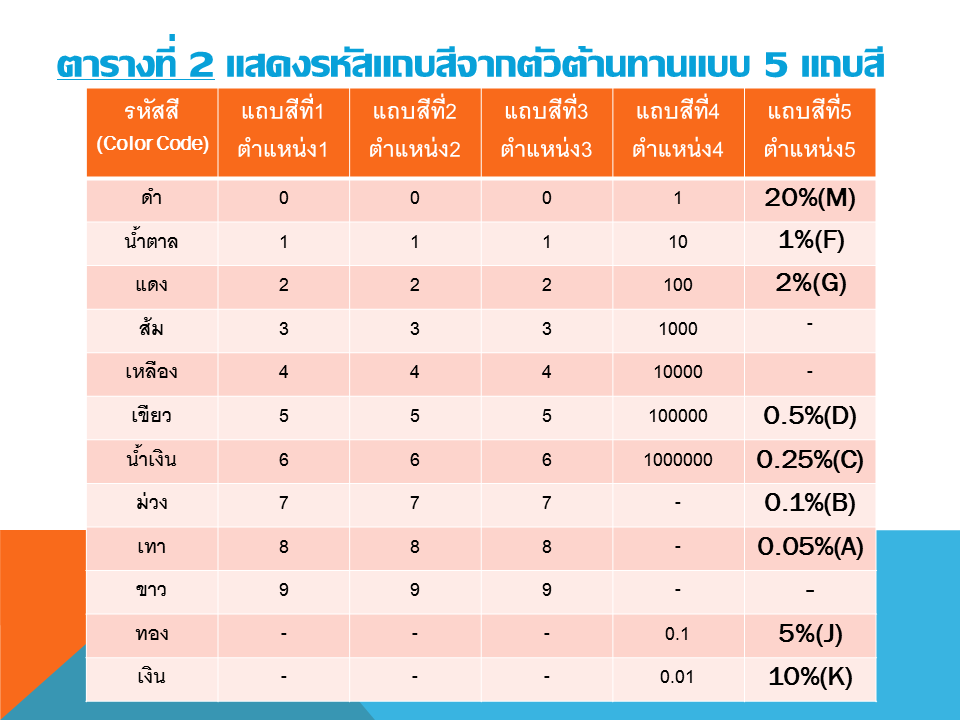 ตารางที่ 2 แสดงรหัสแถบสีจากตัวต้านทานแบบ 5 แถบสี
รหัสสี (Color Code) แถบสีที่1 ตำแหน่ง1 แถบสีที่2 ตำแหน่ง2 แถบสีที่3 ตำแหน่ง3 แถบสีที่4 ตำแหน่ง4 แถบสีที่5 ตำแหน่ง5
ดำ 0 0 0 1 20%(M)
น้ำตาล 1 1 1 10 1%(F)
แดง 2 2 2 100 2%(G)
ส้ม 3 3 3 1000 -
เหลือง 4 4 4 10000 -
เขียว 5 5 5 100000 0.5%(D)
น้ำเงิน 6 6 6 1000000 0.25%(C)
ม่วง 7 7 7 - 0.1%(B)
เทา 8 8 8 - 0.05%(A)
ขาว 9 9 9 - -
ทอง - - - 0.1 5%(J)
เงิน - - - 0.01 10%(K)